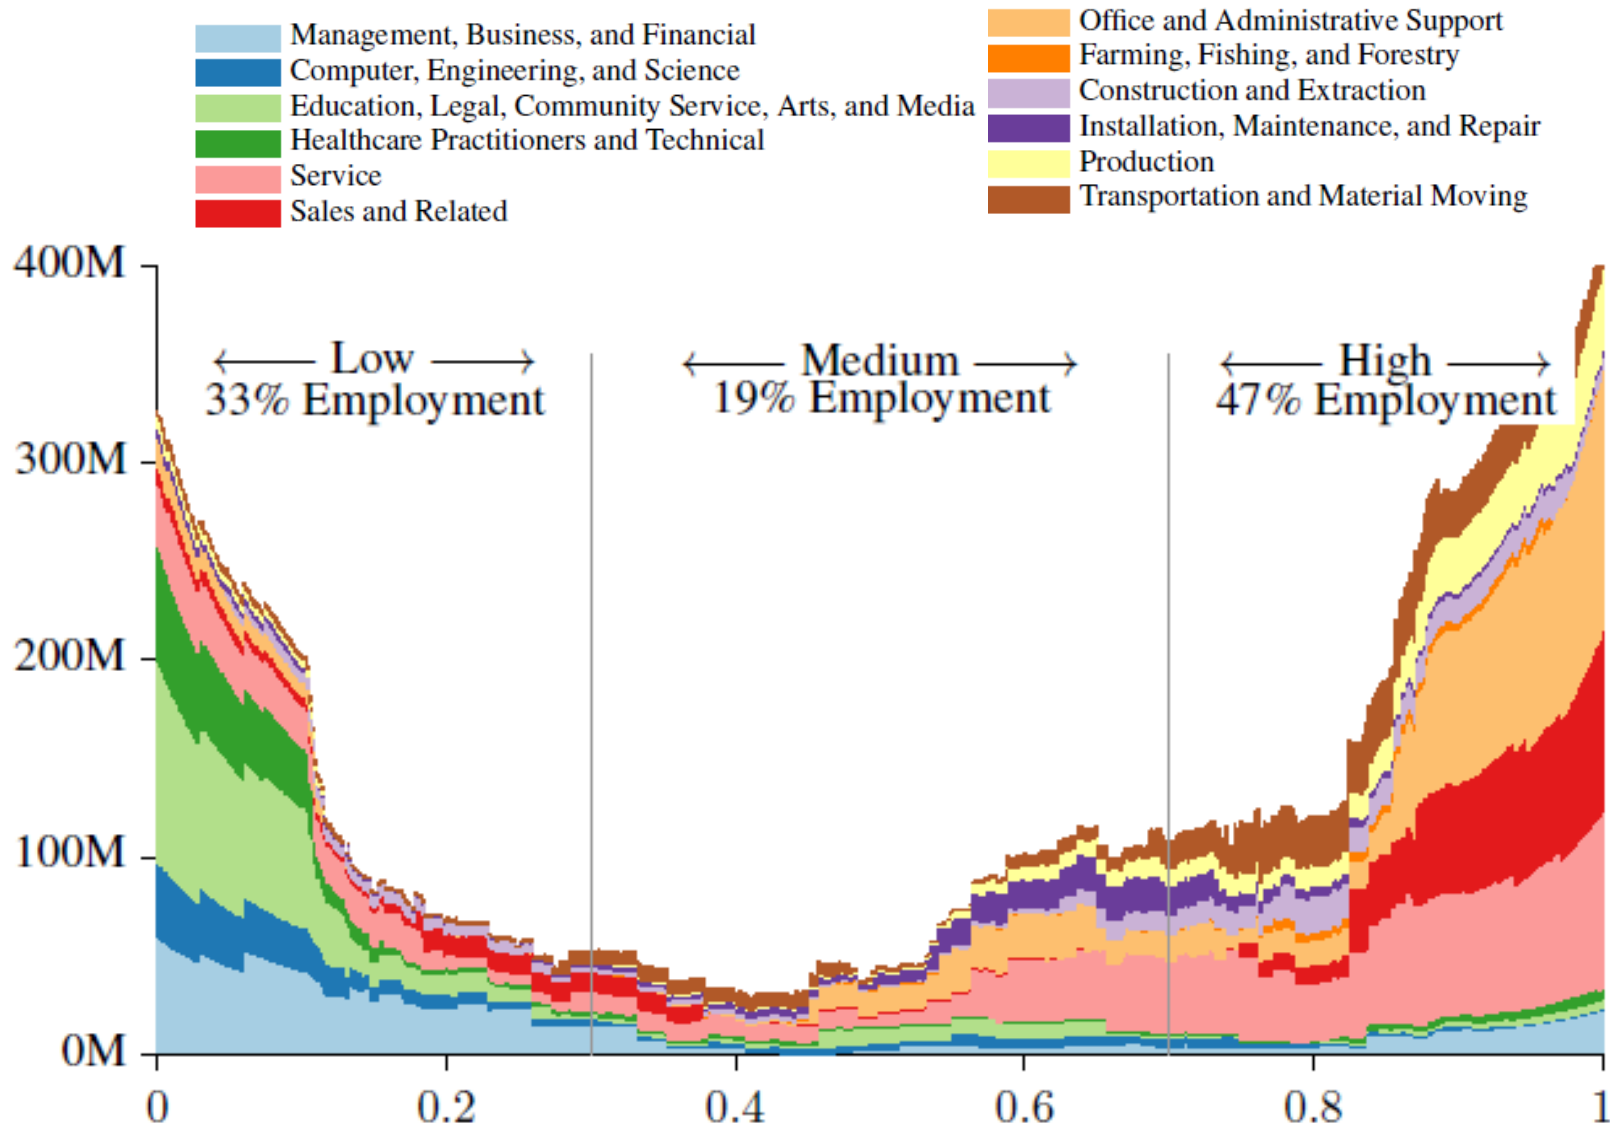 Management, Business, and Financial
Computer, Engineering, and Science
Education, Legal, Community Service, Arts, and Media
Healthcare Practitioners and Technical
Service
Sales and Related
Office and Administrative Support
Farming, Fishing, and Forestry
Construction and Extraction
Installation, Maintenance, and Repair
Production
Transportation and Material Moving
400M
300M
200M
100M
0M
Low
33% Employment
Medium
19% Employment
High
47% Employment
0
0.2
0.4
0.6
0.8
1